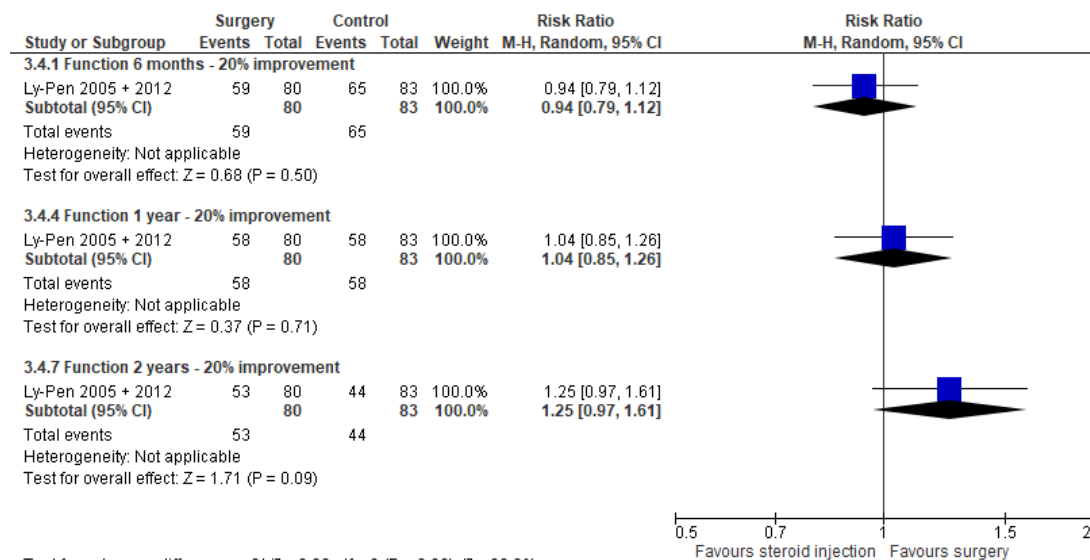 Surgery Control Risk Ratio Risk Ratio
Study or Subgroup Events Total Events Total Weight M-H, Random, 95% CI M-H, Random, 95% CI
3.4.1 Function 6 months - 20% improvement
Ly-Pen 2005 + 2012 59 80 65 83 100.0% 0.94 [0.79, 1.12]
Subtotal (95% CI) 80 83 100.0% 0.94 [0.79, 1.12]
Total events 59 65
Heterogeneity: Not applicable
Test for overall effect: Z = 0.68 (P = 0.50)
3.4.4 Function 1 year - 20% improvement
Ly-Pen 2005 + 2012 58 80 58 83 100.0% 1.04 [0.85, 1.26]
Subtotal (95% CI) 80 83 100.0% 1.04 [0.85, 1.26]
Total events 58 58
Heterogeneity: Not applicable
Test for overall effect: Z = 0.37 (P = 0.71)
3.4.7 Function 2 years - 20% improvement
Ly-Pen 2005 + 2012 53 80 44 83 100.0% 1.25 [0.97, 1.61]
Subtotal (95% CI) 80 83 100.0% 1.25 [0.97, 1.61]
Total events 53 44
Heterogeneity: Not applicable
Test for overall effect: Z = 1.71 (P = 0.09)
0.5 0.7 1 1.5 2
Favours steroid injection Favours surgery